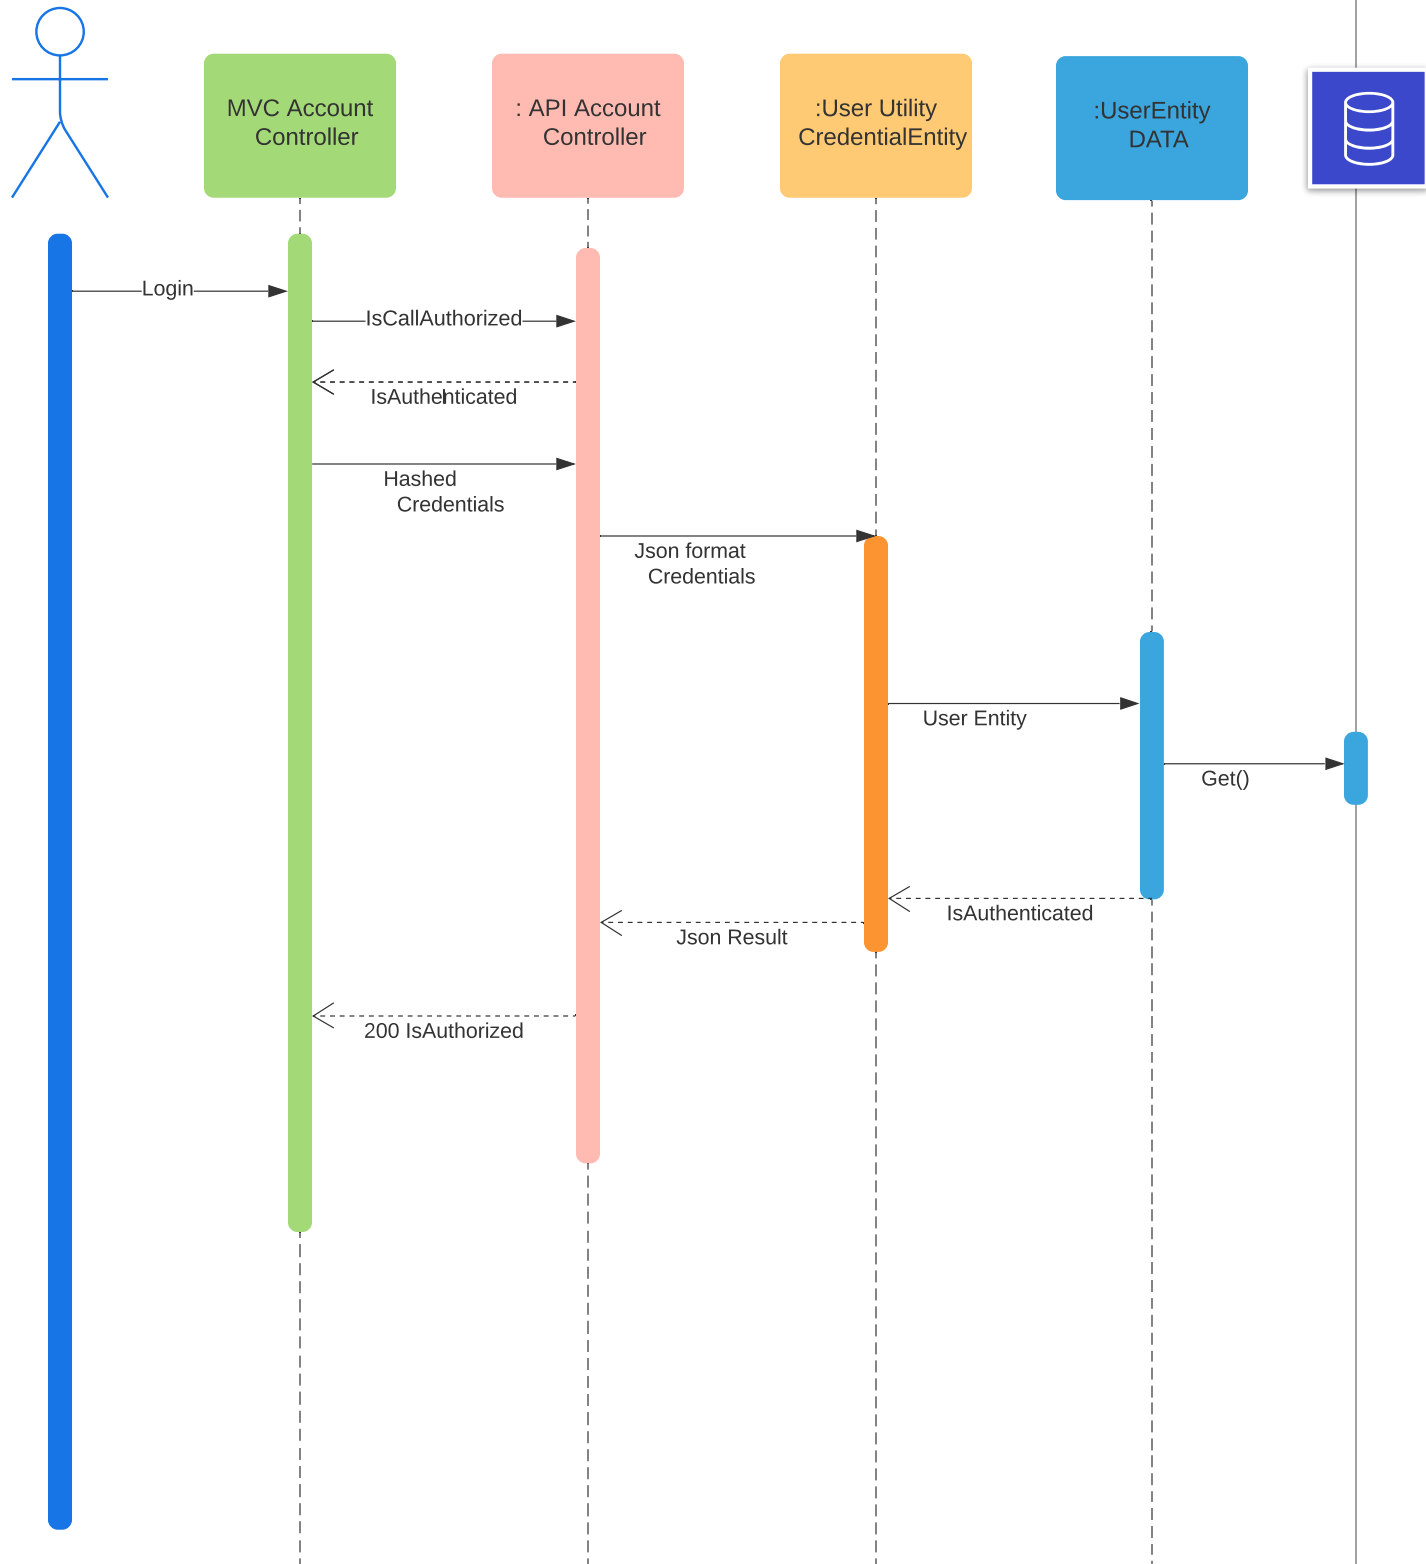 MVC Account
Controller
: API Account
Controller
:User Utility
CredentialEntity
:UserEntity
DATA
Login
IsCallAuthorized
IsAuthenticated
Hashed
Credentials
Json format
Credentials
User Entity
Get()
IsAuthenticated
Json Result
200 IsAuthorized